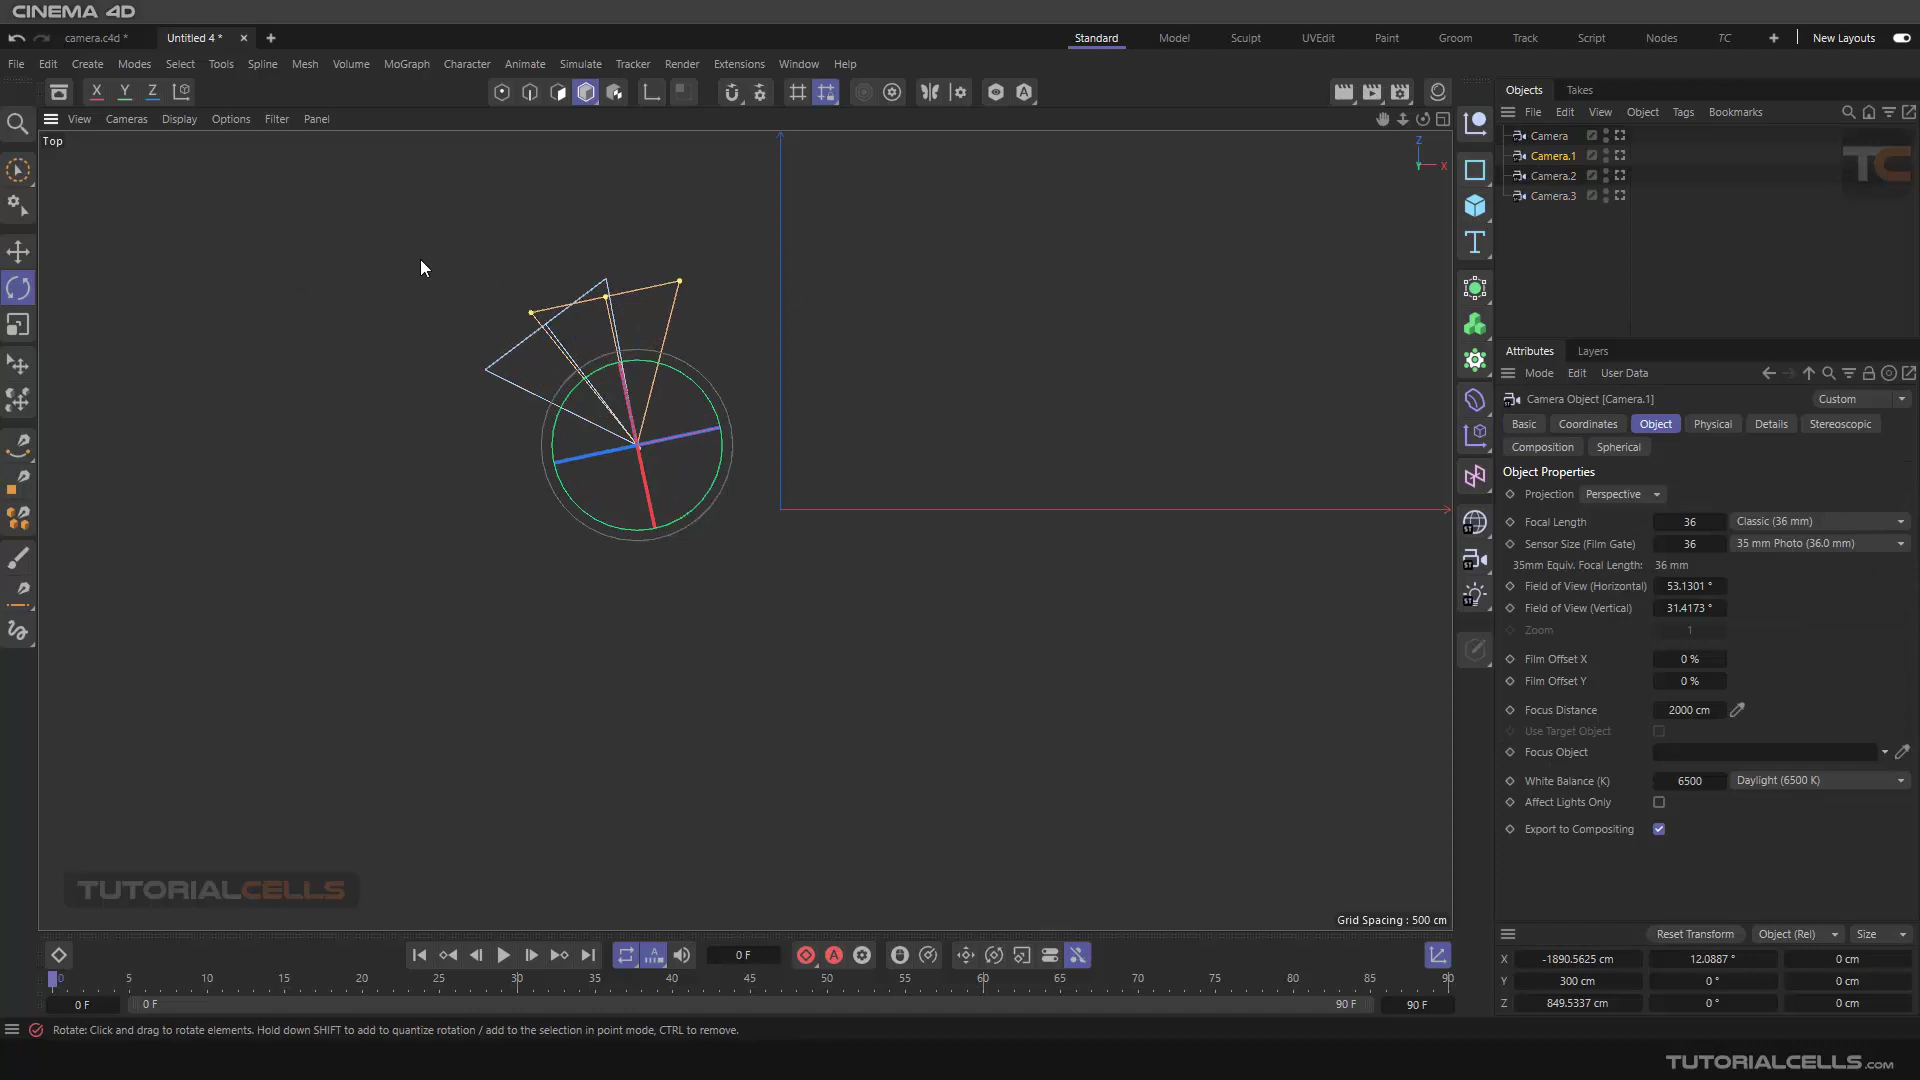 CINEMA 4D
camera.c4d *
Untitled 4 *
Standard
Model
Sculpt
UVEdit
Paint
Groom
Track
Script
Nodes
TC
New Layouts
File Edit Create Modes Select Tools Spline Mesh Volume MoGraph Character Animate Simulate Tracker Render Extensions Window Help
X Y Z
Objects Takes
View Cameras Display Options Filter Panel
File Edit View Object Tags Bookmarks
Top
Z
X
Camera
Camera.1
Camera.2
Camera.3
TC
Attributes Layers
Mode Edit User Data
Camera Object [Camera.1]
Custom
Basic Coordinates Object Physical Details Stereoscopic
Composition Spherical
Object Properties
Projection Perspective
Focal Length 36 Classic (36 mm)
Sensor Size (Film Gate) 36 35 mm Photo (36.0 mm)
35mm Equiv. Focal Length: 36 mm
Field of View (Horizontal) 53.1301 °
Field of View (Vertical) 31.4173 °
Zoom 1
Film Offset X 0 %
Film Offset Y 0 %
Focus Distance 2000 cm
Use Target Object
Focus Object
White Balance (K) 6500 Daylight (6500 K)
Affect Lights Only
Export to Compositing
TUTORIALCELLS
Grid Spacing : 500 cm
0 F
0 5 10 15 20 25 30 35 40 45 50 55 60 65 70 75 80 85 90
0 F 0 F 90 F 90 F
Reset Transform Object (Rel) Size
X -1890.5625 cm 12.0887 ° 0 cm
Y 300 cm 0 ° 0 cm
Z 849.5337 cm 0 ° 0 cm
Rotate: Click and drag to rotate elements. Hold down SHIFT to add to quantize rotation / add to the selection in point mode, CTRL to remove.
TUTORIALCELLS.COM